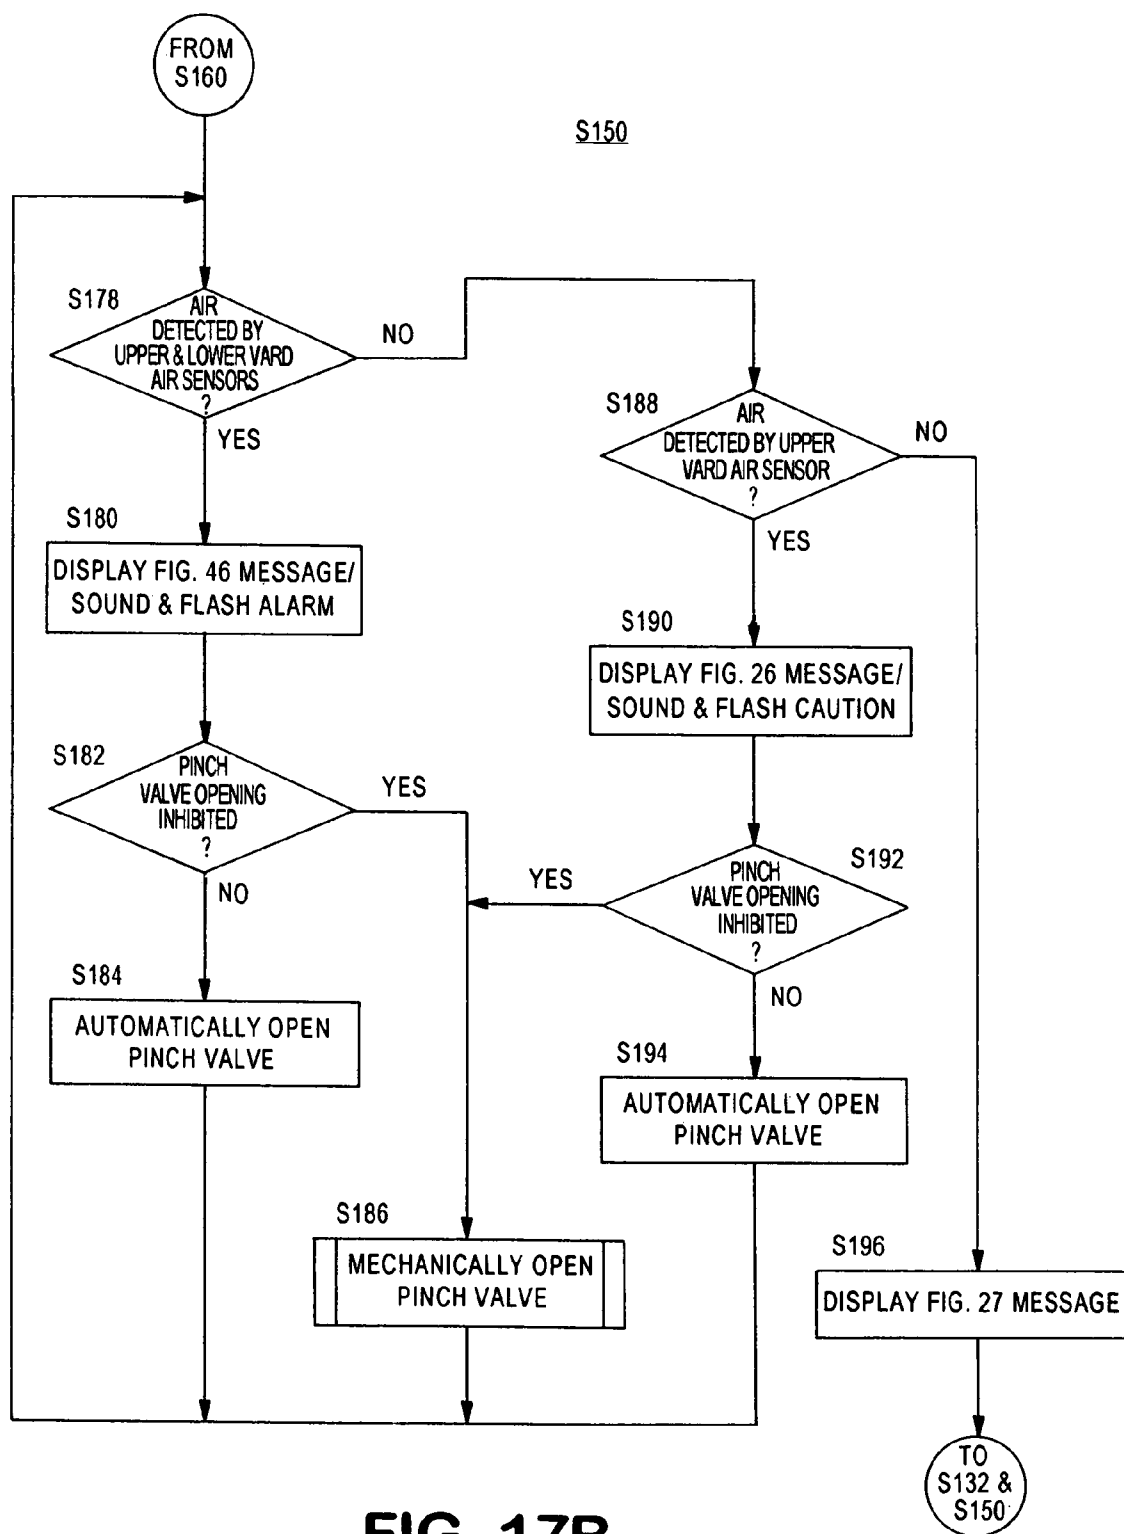 FROM
S160
S150
S178
AIR
DETECTED BY
UPPER & LOWER VARD
AIR SENSORS
?
NO
YES
S188
AIR
DETECTED BY UPPER
VARD AIR SENSOR
?
NO
YES
S180
DISPLAY FIG. 46 MESSAGE/
SOUND & FLASH ALARM
S190
DISPLAY FIG. 26 MESSAGE/
SOUND & FLASH CAUTION
S182
PINCH
VALVE OPENING
INHIBITED
?
YES
NO
S192
PINCH
VALVE OPENING
INHIBITED
?
YES
NO
S184
AUTOMATICALLY OPEN
PINCH VALVE
S194
AUTOMATICALLY OPEN
PINCH VALVE
S186
MECHANICALLY OPEN
PINCH VALVE
S196
DISPLAY FIG. 27 MESSAGE
TO
S132 &
S150
FIG. 17B